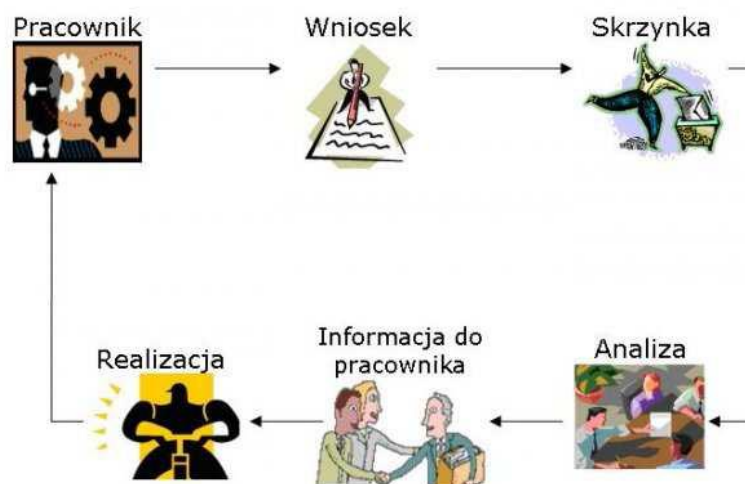 Pracownik
Wniosek
Skrzynka
Realizacja
Informacja do
pracownika
Analiza